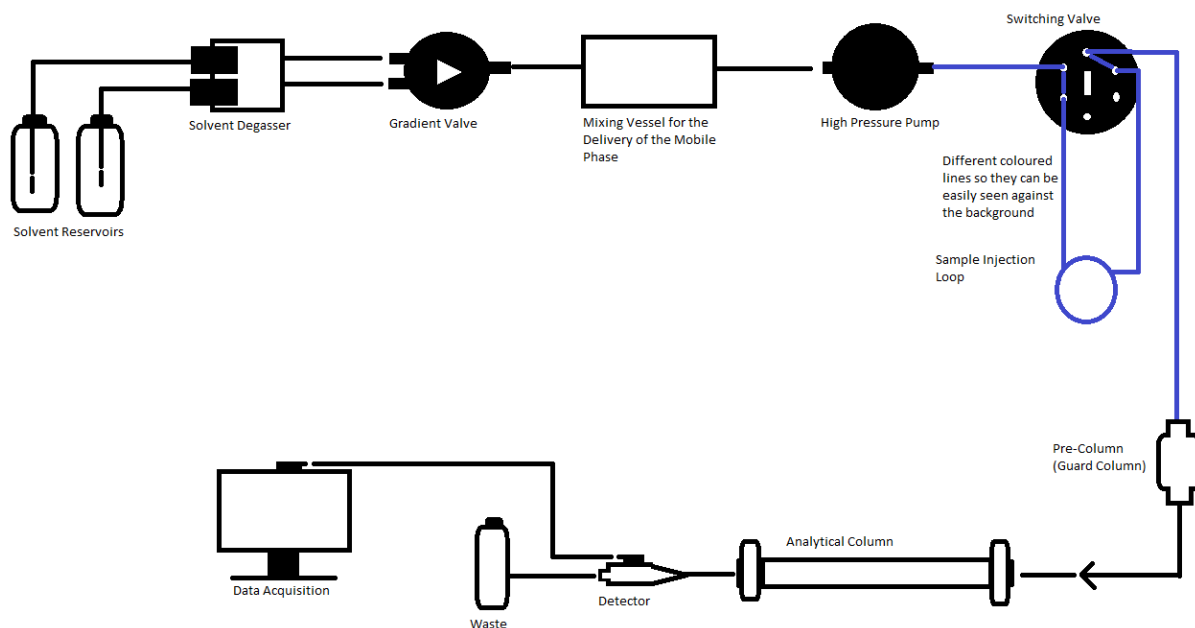 Switching Valve
Solvent Degasser
Gradient Valve
Mixing Vessel for the
Delivery of the Mobile
Phase
High Pressure Pump
Different coloured
lines so they can be
easily seen against
the background
Solvent Reservoirs
Sample Injection
Loop
Pre-Column
(Guard Column)
Analytical Column
Data Acquisition
Detector
Waste